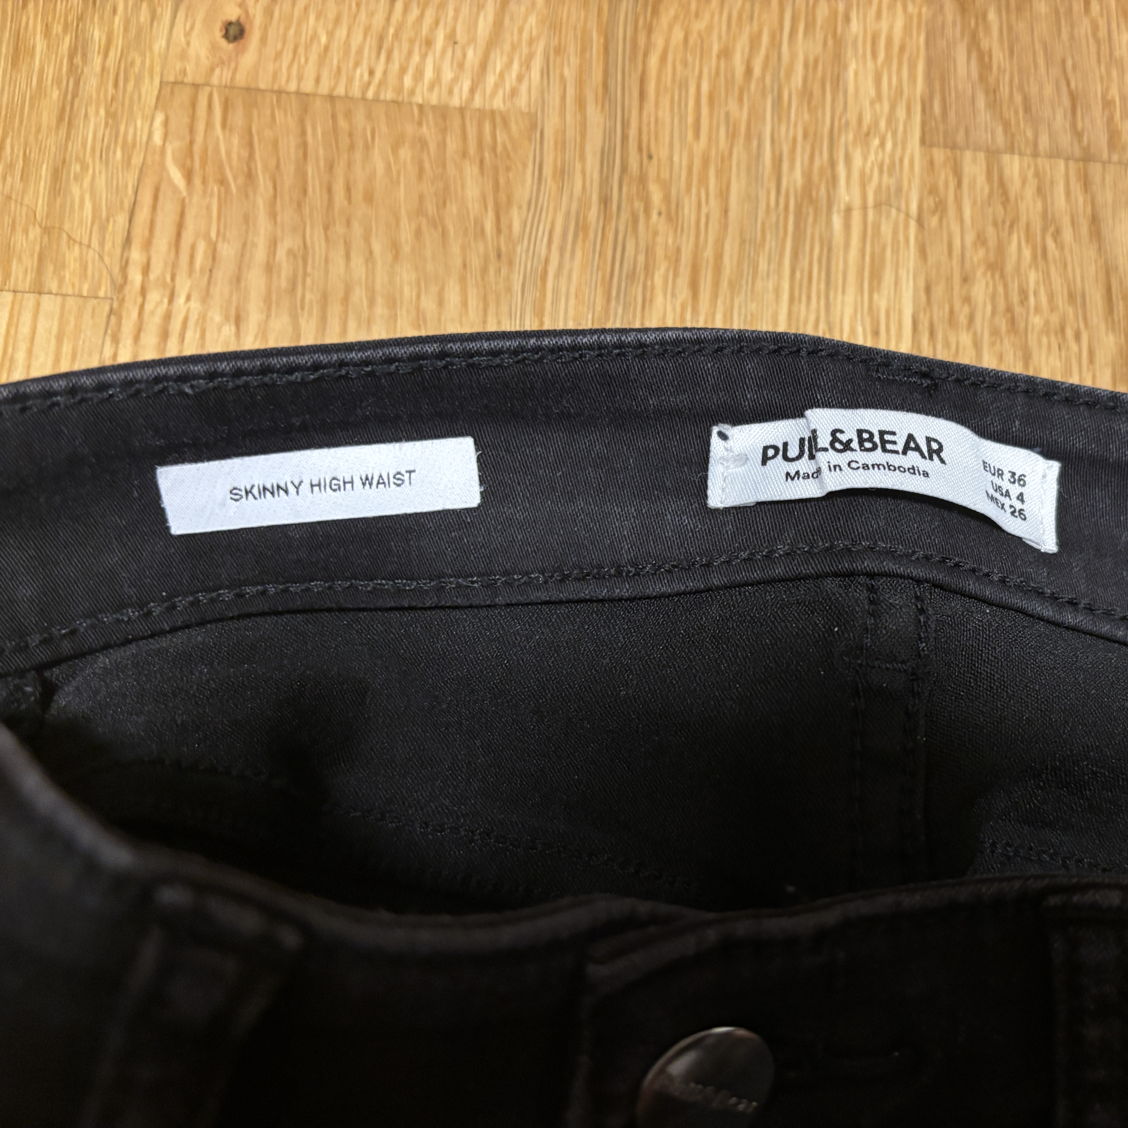 SKINNY HIGH WAIST
PULL&BEAR
Made in Cambodia
EUR 36
USA 4
MEX 26